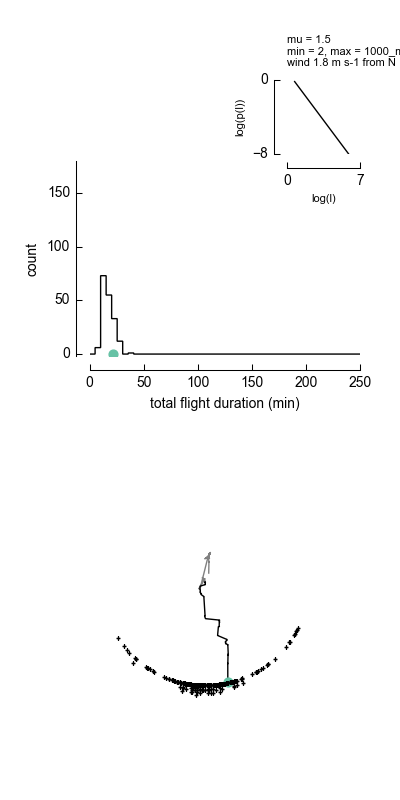 mu = 1.5
min = 2, max = 1000_m
wind 1.8 m s-1 from N
0
log(p(l))
−8
0 7
log(l)
150
100
count
50
0
0 50 100 150 200 250
total flight duration (min)